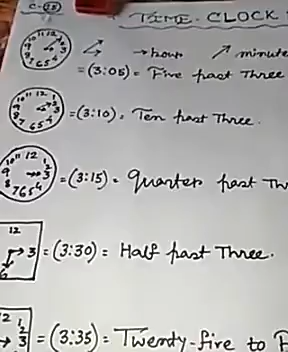 TIME. CLOCK
→ hour ↗ minute
= (3:05) = Five past Three
= (3:10) = Ten past Three.
= (3:15) = Quarter past
= (3:30) = Half past Three.
= (3:35) = Twenty-five to